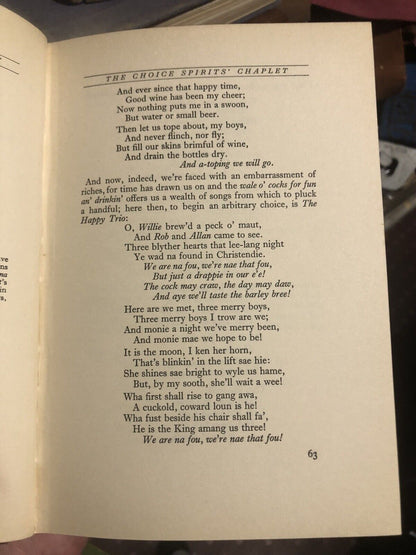 THE CHOICE SPIRITS' CHAPLET
And ever since that happy time,
Good wine has been my cheer;
Now nothing puts me in a swoon,
But water or small beer.
Then let us tope about, my boys,
And never flinch, nor fly;
But fill our skins brimful of wine,
And drain the bottles dry.
And a-toping we will go.
And now, indeed, we're faced with an embarrassment of
riches, for time has drawn us on and the wale o' cocks for fun
an' drinkin' offers us a wealth of songs from which to pluck
a handful; here then, to begin an arbitrary choice, is The
Happy Trio:
O, Willie brew'd a peck o' maut,
And Rob and Allan came to see.
Three blyther hearts that lee-lang night
Ye wad na found in Christendie.
We are na fou, we're nae that fou,
But just a drappie in our e'e!
The cock may craw, the day may daw,
And aye we'll taste the barley bree!
Here are we met, three merry boys,
Three merry boys I trow are we;
And monie a night we've merry been,
And monie mae we hope to be!
It is the moon, I ken her horn,
That's blinkin' in the lift sae hie:
She shines sae bright to wyle us hame,
But, by my sooth, she'll wait a wee!
Wha first shall rise to gang awa,
A cuckold, coward loun is he!
Wha fust beside his chair shall fa',
He is the King amang us three!
We are na fou, we're nae that fou!
63